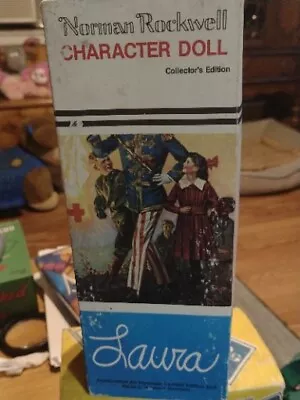 Norman Rockwell
CHARACTER DOLL
Collector's Edition
Laura